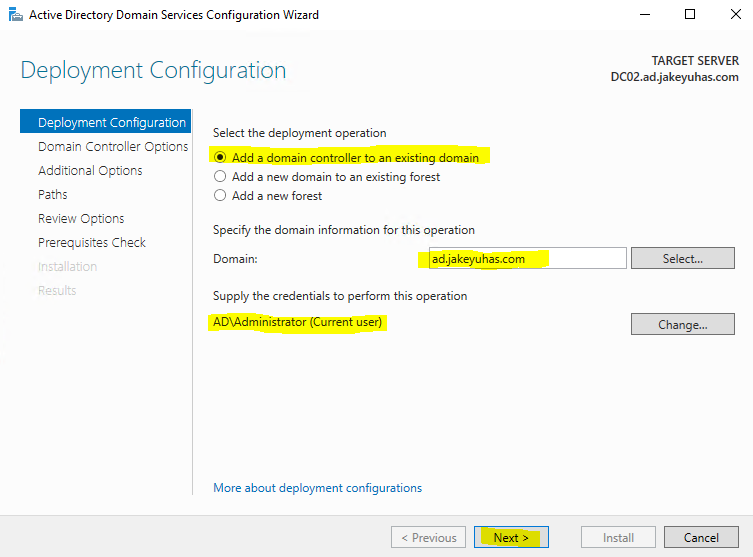 Active Directory Domain Services Configuration Wizard
Deployment Configuration
TARGET SERVER
DC02.ad.jakeyuhas.com
Deployment Configuration
Domain Controller Options
Additional Options
Paths
Review Options
Prerequisites Check
Installation
Results
Select the deployment operation
Add a domain controller to an existing domain
Add a new domain to an existing forest
Add a new forest
Specify the domain information for this operation
Domain:
ad.jakeyuhas.com
Select...
Supply the credentials to perform this operation
AD\Administrator (Current user)
Change...
More about deployment configurations
< Previous
Next >
Install
Cancel